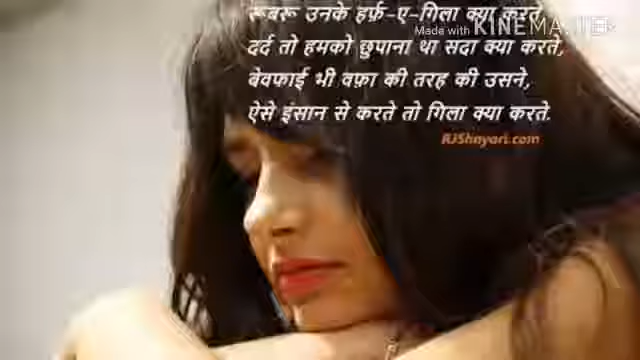 रूबरू उनके हर्फ़-ए-गिला क्या करते,
Made with KINEMASTER
दर्द तो हमको छुपाना था सदा क्या करते,
बेवफाई भी वफ़ा की तरह की उसने,
ऐसे इंसान से करते तो गिला क्या करते.
RJShayari.com